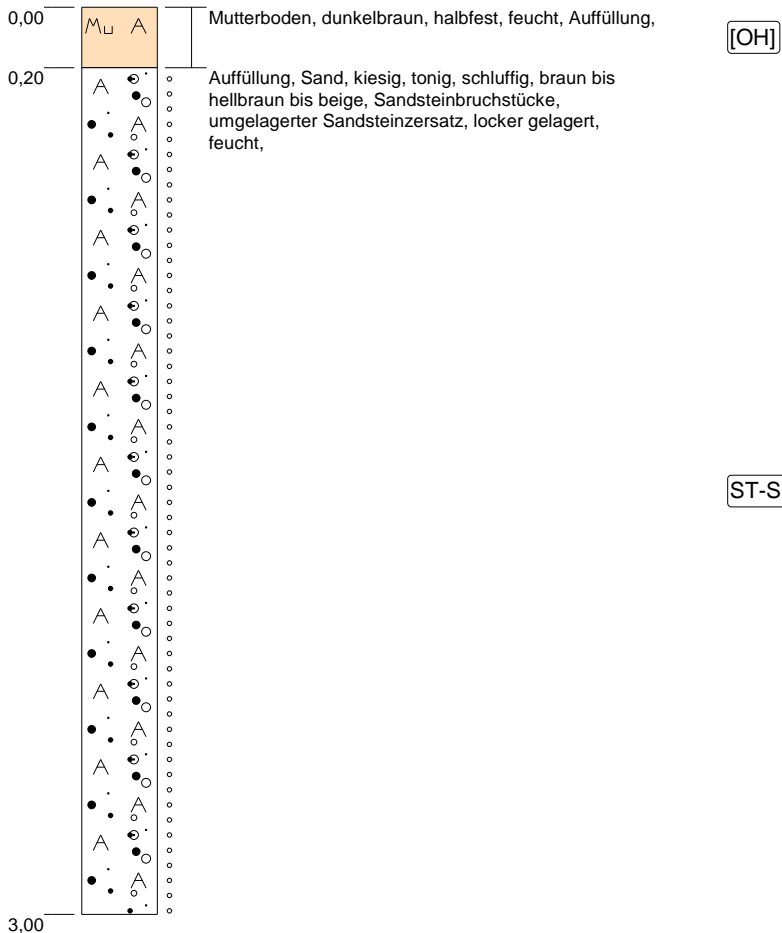 0,00
Mu A
Mutterboden, dunkelbraun, halbfest, feucht, Auffüllung,
[OH]
0,20
Auffüllung, Sand, kiesig, tonig, schluffig, braun bis
hellbraun bis beige, Sandsteinbruchstücke,
umgelagerter Sandsteinzersatz, locker gelagert,
feucht,
ST-S
3,00